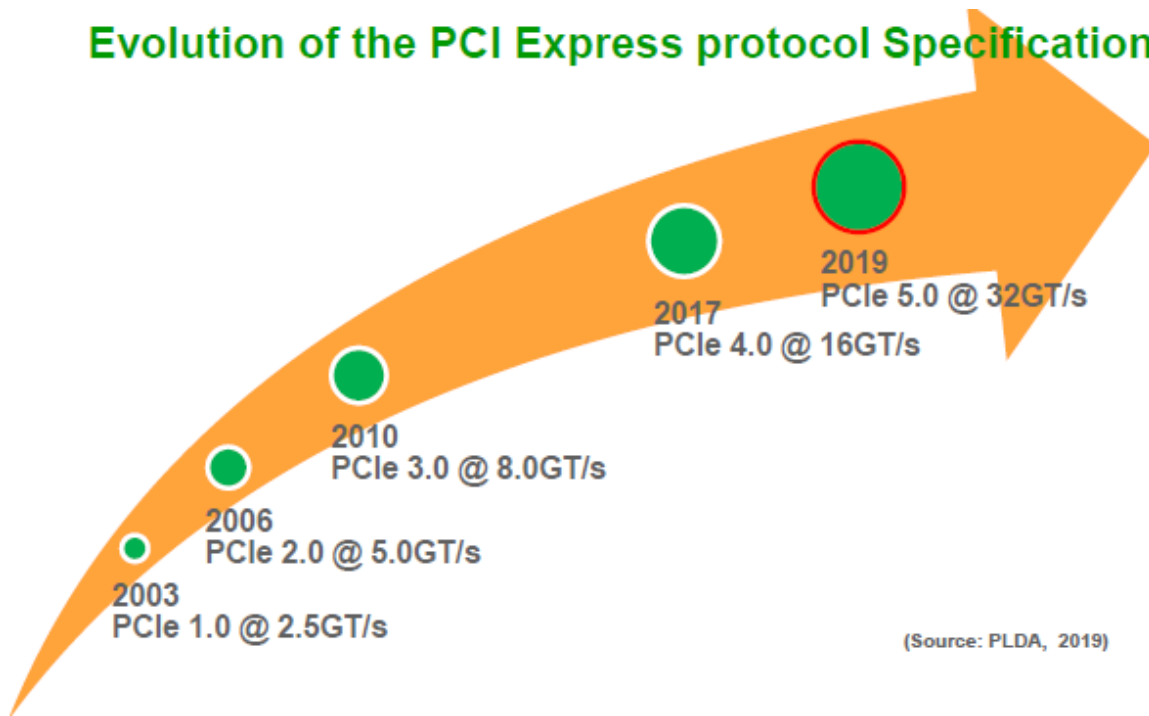 Evolution of the PCI Express protocol Specification
2019
PCIe 5.0 @ 32GT/s
2017
PCIe 4.0 @ 16GT/s
2010
PCIe 3.0 @ 8.0GT/s
2006
PCIe 2.0 @ 5.0GT/s
2003
PCIe 1.0 @ 2.5GT/s
(Source: PLDA, 2019)